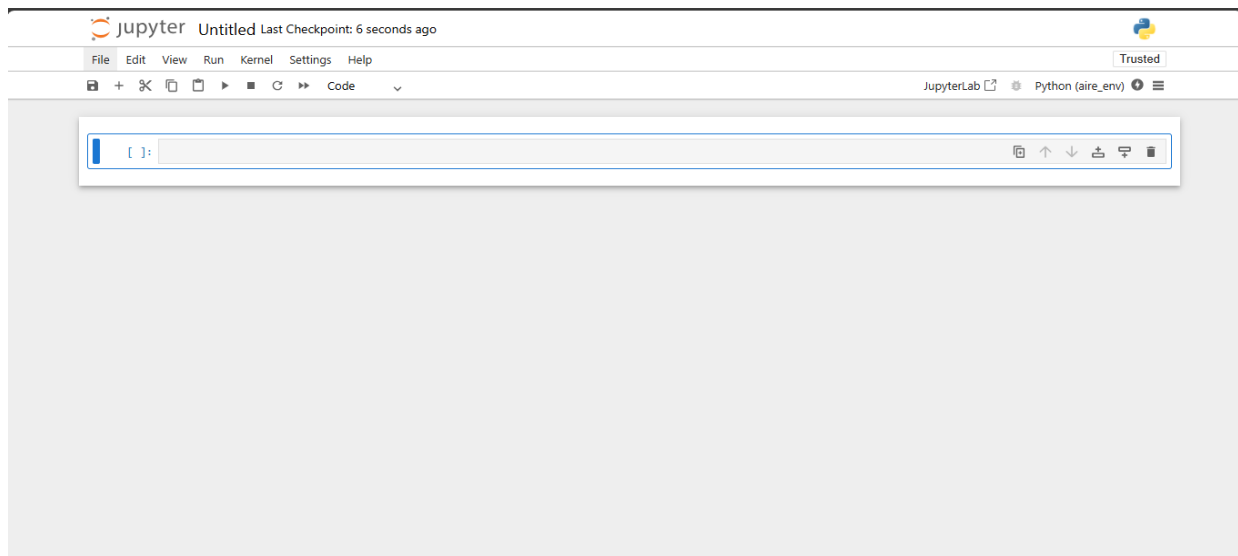 jupyter Untitled Last Checkpoint: 6 seconds ago
File Edit View Run Kernel Settings Help Trusted
Code JupyterLab Python (aire_env)
[ ]: